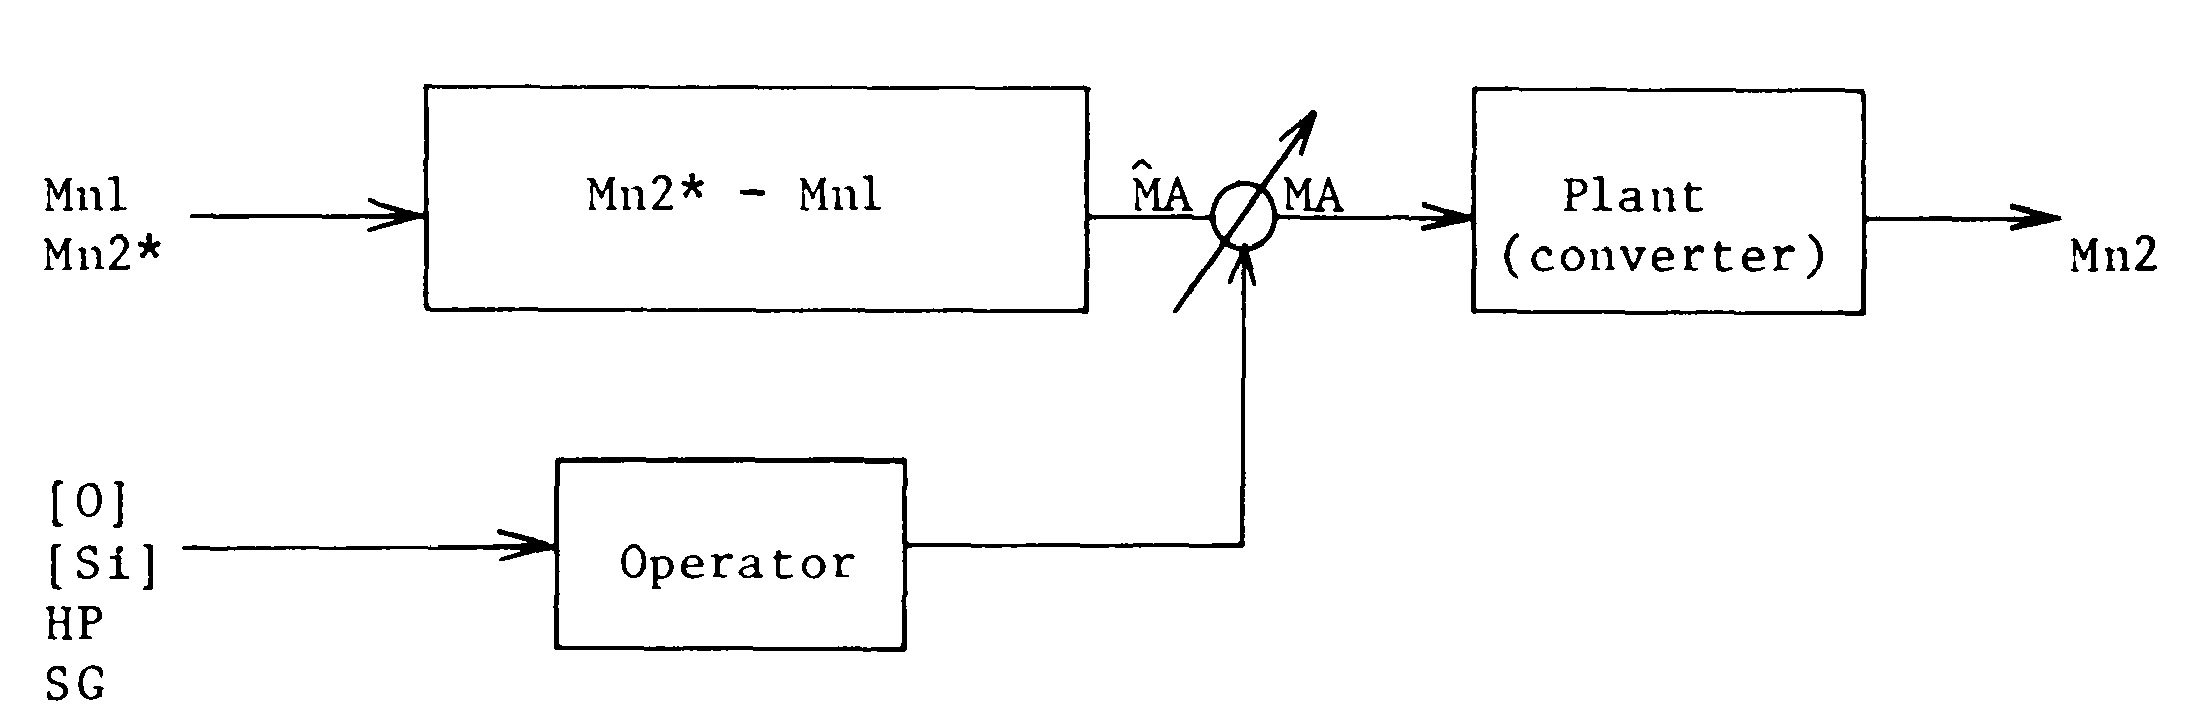 Mn1
Mn2*
Mn2* - Mn1
M̂A
MA
Plant
(converter)
Mn2
[O]
[Si]
HP
SG
Operator